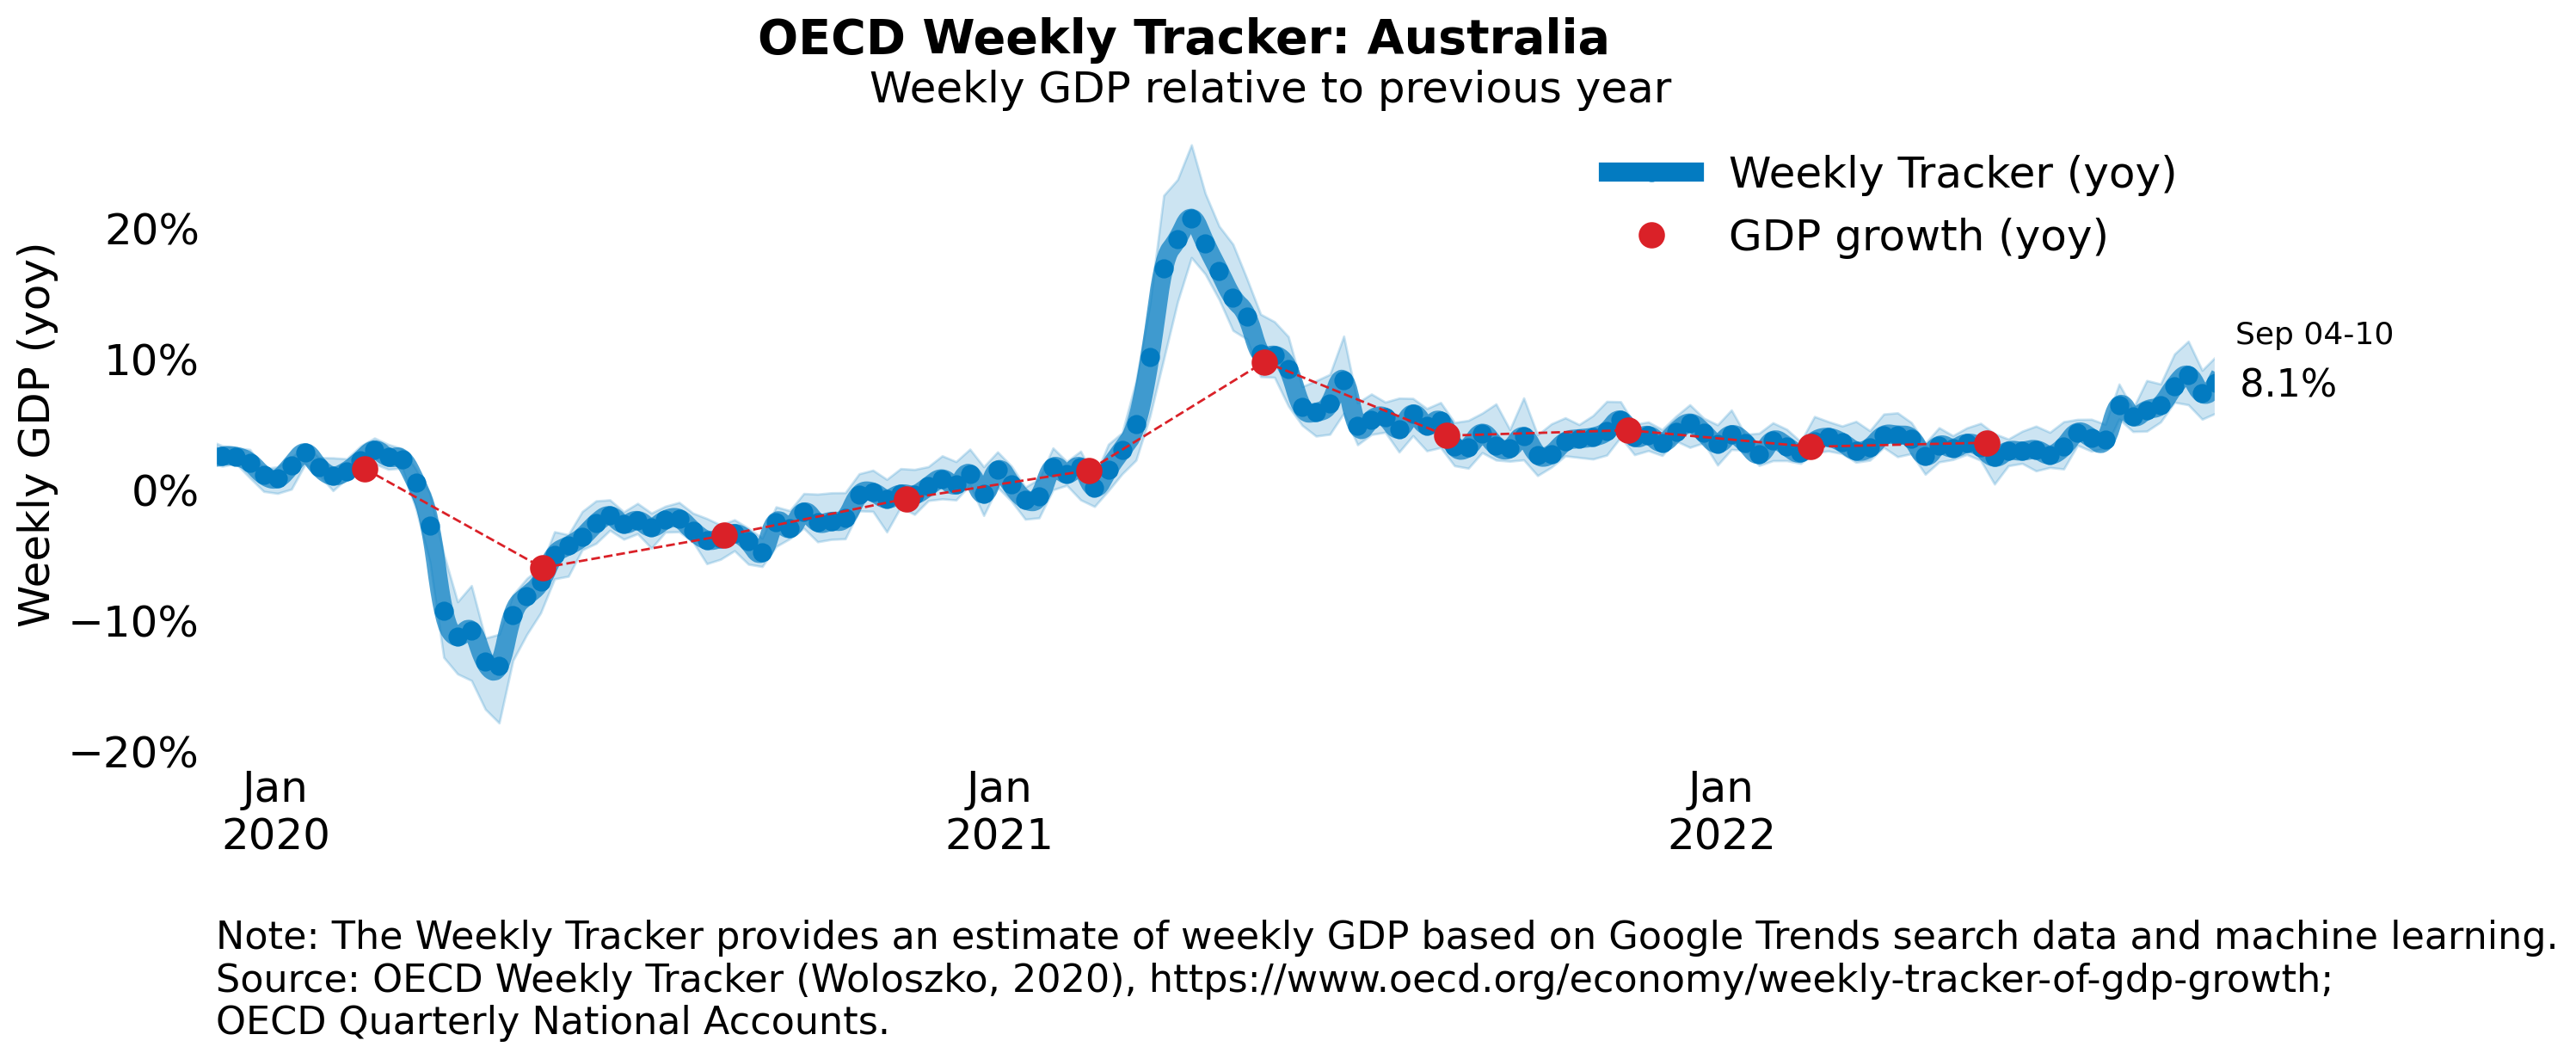 OECD Weekly Tracker: Australia
Weekly GDP relative to previous year
Weekly Tracker (yoy)
GDP growth (yoy)
Weekly GDP (yoy)
20%
10%
0%
−10%
−20%
Sep 04-10
8.1%
Jan
2020
Jan
2021
Jan
2022
Note: The Weekly Tracker provides an estimate of weekly GDP based on Google Trends search data and machine learning.
Source: OECD Weekly Tracker (Woloszko, 2020), https://www.oecd.org/economy/weekly-tracker-of-gdp-growth;
OECD Quarterly National Accounts.